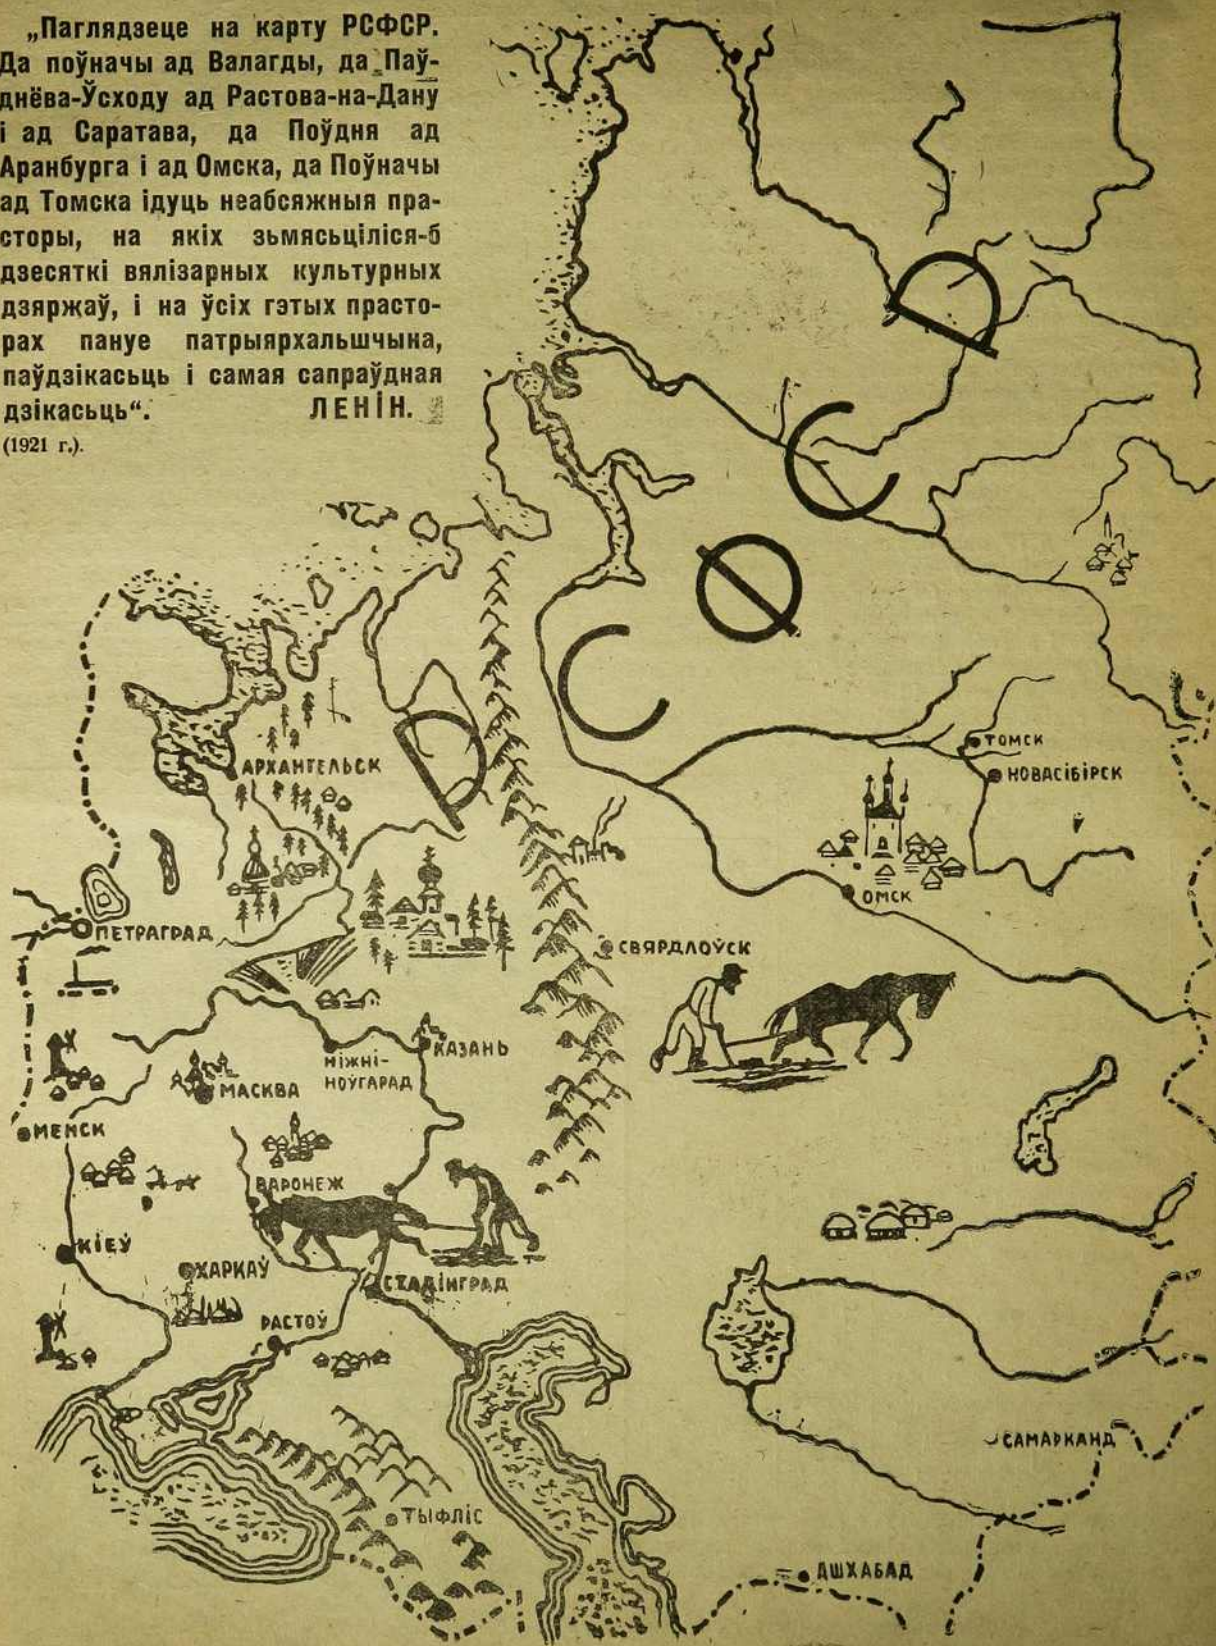 „Паглядзеце на карту РСФСР.
Да поўначы ад Валагды, да Паў-
днёва-Ўсходу ад Растова-на-Дану
і ад Саратава, да Поўдня ад
Аранбурга і ад Омска, да Поўначы
ад Томска ідуць неабсяжныя пра-
сторы, на якіх зьмясьціліся-б
дзесяткі вялізарных культурных
дзяржаў, і на ўсіх гэтых прасто-
рах пануе патрыярхальшчына,
паўдзікасьць і самая сапраўдная
дзікасьць“. ЛЕНІН.
(1921 г.).
Р С Ф С Р
ТОМСК
АРХАНГЕЛЬСК
НОВАСІБІРСК
ОМСК
ПЕТРАГРАД
СВЯРДЛОЎСК
КАЗАНЬ
НІЖНІ-
НОЎГАРАД
МАСКВА
МЕНСК
ВАРОНЕЖ
КІЕЎ
ХАРКАЎ
СТАЛІНГРАД
РАСТОЎ
САМАРКАНД
ТЫФЛІС
АШХАБАД